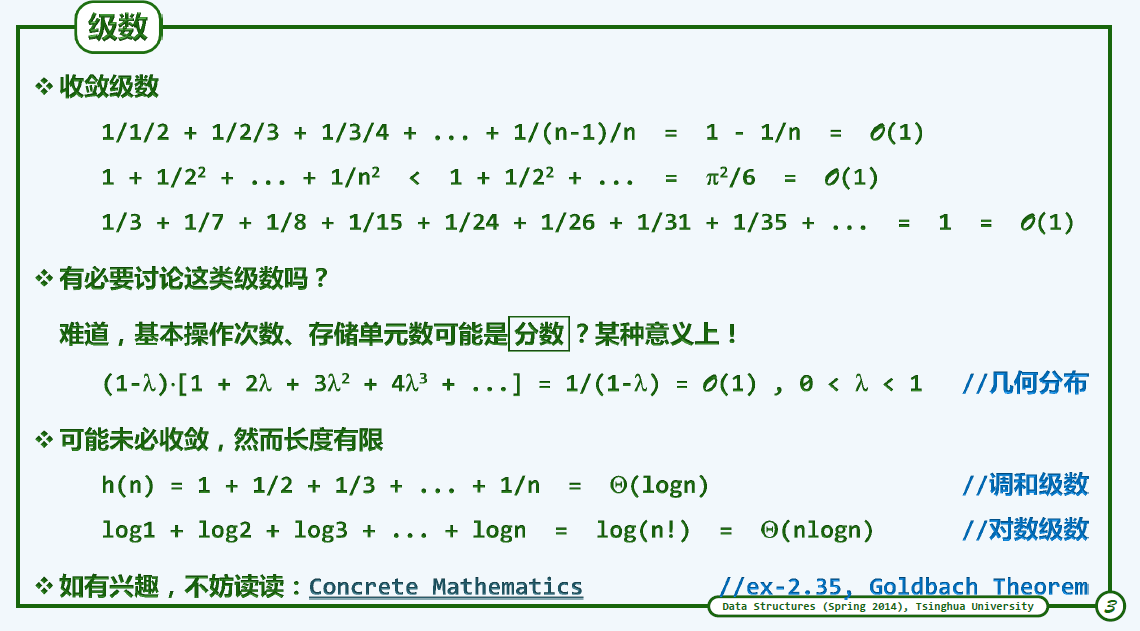 级数
❖ 收敛级数
1/1/2 + 1/2/3 + 1/3/4 + ... + 1/(n-1)/n = 1 - 1/n = O(1)
1 + 1/2² + ... + 1/n² < 1 + 1/2² + ... = π²/6 = O(1)
1/3 + 1/7 + 1/8 + 1/15 + 1/24 + 1/26 + 1/31 + 1/35 + ... = 1 = O(1)
❖ 有必要讨论这类级数吗？
难道，基本操作次数、存储单元数可能是分数？某种意义上！
(1-λ)·[1 + 2λ + 3λ² + 4λ³ + ...] = 1/(1-λ) = O(1) , 0 < λ < 1 //几何分布
❖ 可能未必收敛，然而长度有限
h(n) = 1 + 1/2 + 1/3 + ... + 1/n = Θ(logn) //调和级数
log1 + log2 + log3 + ... + logn = log(n!) = Θ(nlogn) //对数级数
❖ 如有兴趣，不妨读读：Concrete Mathematics //ex-2.35, Goldbach Theorem
Data Structures (Spring 2014), Tsinghua University 3